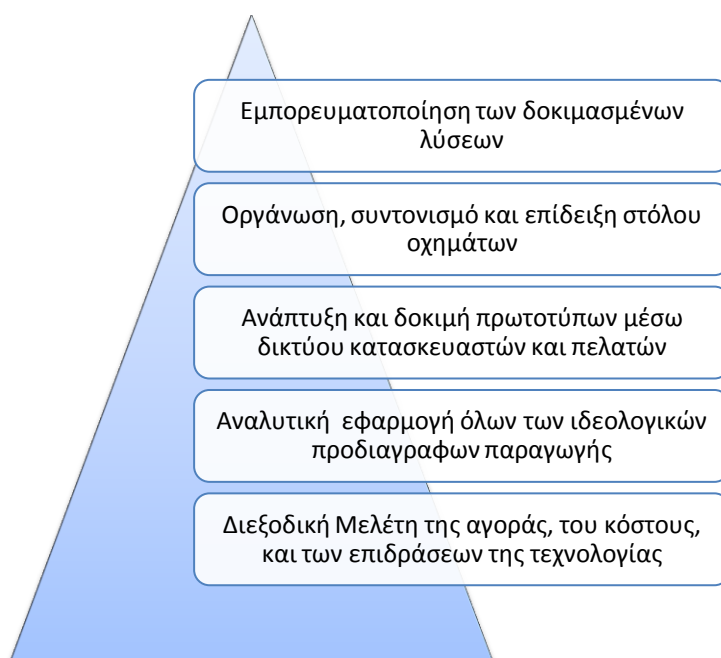 Εμπορευματοποίηση των δοκιμασμένων
λύσεων
Οργάνωση, συντονισμό και επίδειξη στόλου
οχημάτων
Ανάπτυξη και δοκιμή πρωτοτύπων μέσω
δικτύου κατασκευαστών και πελατών
Αναλυτική εφαρμογή όλων των ιδεολογικών
προδιαγραφων παραγωγής
Διεξοδική Μελέτη της αγοράς, του κόστους,
και των επιδράσεων της τεχνολογίας